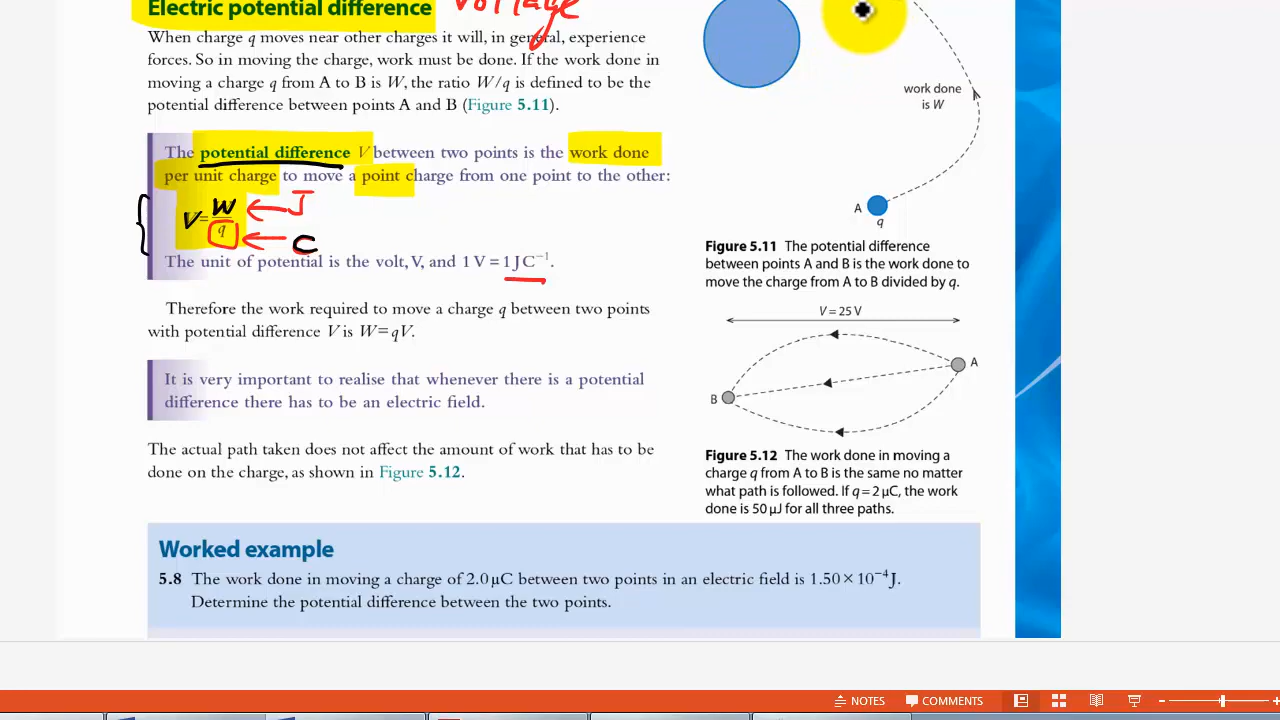 Electric potential difference
Voltage
When charge q moves near other charges it will, in general, experience
forces. So in moving the charge, work must be done. If the work done in
moving a charge q from A to B is W, the ratio W/q is defined to be the
potential difference between points A and B (Figure 5.11).
The potential difference V between two points is the work done
per unit charge to move a point charge from one point to the other:
V = W/q
J
C
The unit of potential is the volt, V, and 1 V = 1 J C⁻¹.
Therefore the work required to move a charge q between two points
with potential difference V is W = qV.
It is very important to realise that whenever there is a potential
difference there has to be an electric field.
The actual path taken does not affect the amount of work that has to be
done on the charge, as shown in Figure 5.12.
work done
is W
A
q
Figure 5.11 The potential difference
between points A and B is the work done to
move the charge from A to B divided by q.
V = 25 V
A
B
Figure 5.12 The work done in moving a
charge q from A to B is the same no matter
what path is followed. If q = 2 μC, the work
done is 50 μJ for all three paths.
Worked example
5.8 The work done in moving a charge of 2.0 μC between two points in an electric field is 1.50 × 10⁻⁴ J.
Determine the potential difference between the two points.
NOTES
COMMENTS